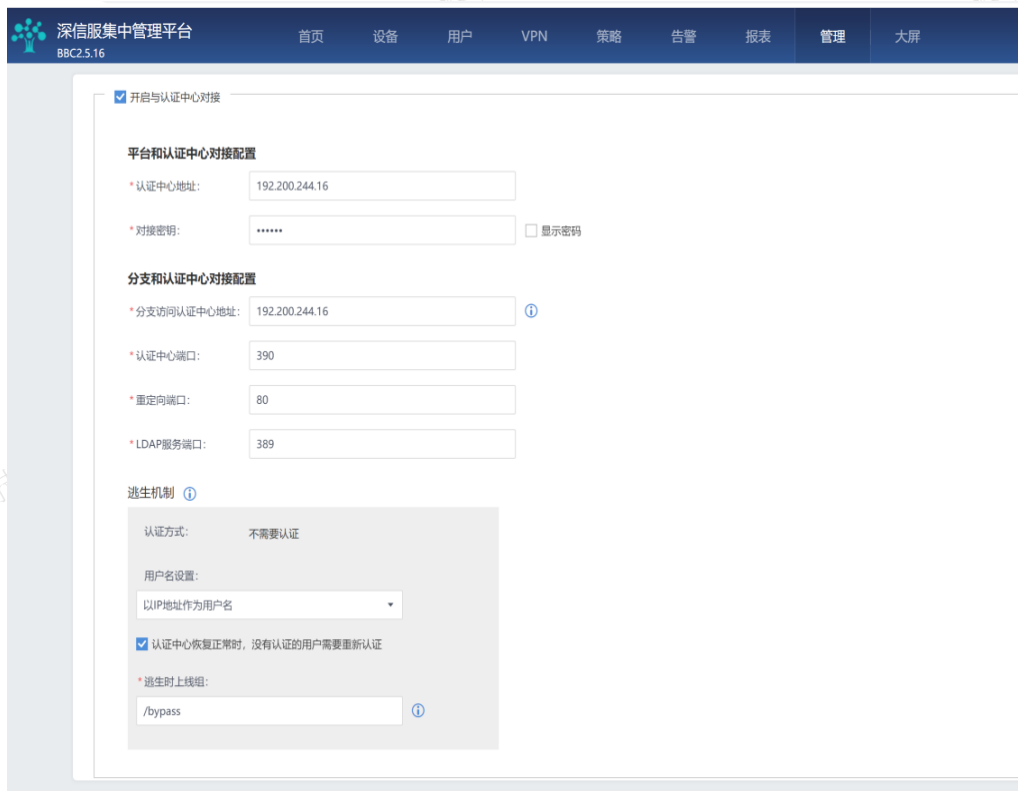 深信服集中管理平台
BBC2.5.16
首页 设备 用户 VPN 策略 告警 报表 管理 大屏
开启与认证中心对接
平台和认证中心对接配置
*认证中心地址: 192.200.244.16
*对接密钥: •••••• 显示密码
分支和认证中心对接配置
*分支访问认证中心地址: 192.200.244.16
*认证中心端口: 390
*重定向端口: 80
*LDAP服务端口: 389
逃生机制
认证方式: 不需要认证
用户名设置:
以IP地址作为用户名
认证中心恢复正常时，没有认证的用户需要重新认证
*逃生时上线组:
/bypass